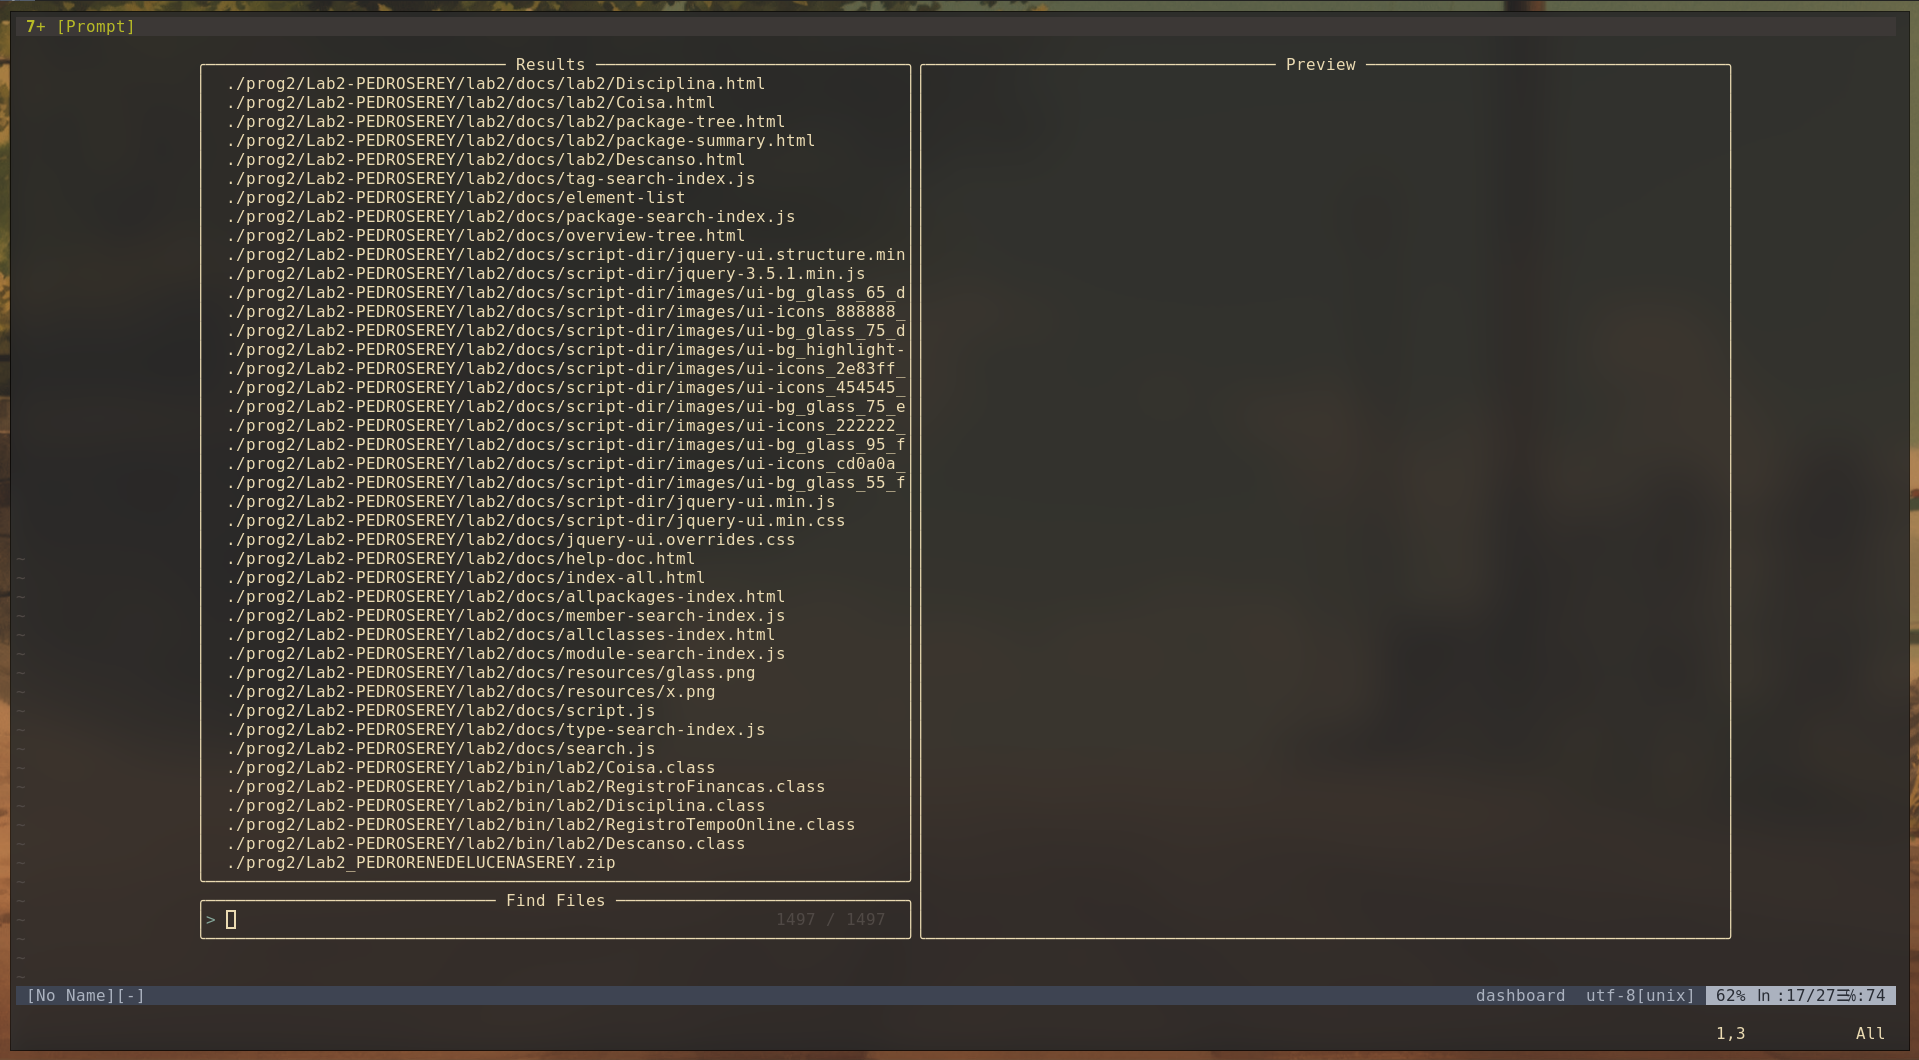 7+ [Prompt]
Results
./prog2/Lab2-PEDROSEREY/lab2/docs/lab2/Disciplina.html
./prog2/Lab2-PEDROSEREY/lab2/docs/lab2/Coisa.html
./prog2/Lab2-PEDROSEREY/lab2/docs/lab2/package-tree.html
./prog2/Lab2-PEDROSEREY/lab2/docs/lab2/package-summary.html
./prog2/Lab2-PEDROSEREY/lab2/docs/lab2/Descanso.html
./prog2/Lab2-PEDROSEREY/lab2/docs/tag-search-index.js
./prog2/Lab2-PEDROSEREY/lab2/docs/element-list
./prog2/Lab2-PEDROSEREY/lab2/docs/package-search-index.js
./prog2/Lab2-PEDROSEREY/lab2/docs/overview-tree.html
./prog2/Lab2-PEDROSEREY/lab2/docs/script-dir/jquery-ui.structure.min
./prog2/Lab2-PEDROSEREY/lab2/docs/script-dir/jquery-3.5.1.min.js
./prog2/Lab2-PEDROSEREY/lab2/docs/script-dir/images/ui-bg_glass_65_d
./prog2/Lab2-PEDROSEREY/lab2/docs/script-dir/images/ui-icons_888888_
./prog2/Lab2-PEDROSEREY/lab2/docs/script-dir/images/ui-bg_glass_75_d
./prog2/Lab2-PEDROSEREY/lab2/docs/script-dir/images/ui-bg_highlight-
./prog2/Lab2-PEDROSEREY/lab2/docs/script-dir/images/ui-icons_2e83ff_
./prog2/Lab2-PEDROSEREY/lab2/docs/script-dir/images/ui-icons_454545_
./prog2/Lab2-PEDROSEREY/lab2/docs/script-dir/images/ui-bg_glass_75_e
./prog2/Lab2-PEDROSEREY/lab2/docs/script-dir/images/ui-icons_222222_
./prog2/Lab2-PEDROSEREY/lab2/docs/script-dir/images/ui-bg_glass_95_f
./prog2/Lab2-PEDROSEREY/lab2/docs/script-dir/images/ui-icons_cd0a0a_
./prog2/Lab2-PEDROSEREY/lab2/docs/script-dir/images/ui-bg_glass_55_f
./prog2/Lab2-PEDROSEREY/lab2/docs/script-dir/jquery-ui.min.js
./prog2/Lab2-PEDROSEREY/lab2/docs/script-dir/jquery-ui.min.css
./prog2/Lab2-PEDROSEREY/lab2/docs/jquery-ui.overrides.css
./prog2/Lab2-PEDROSEREY/lab2/docs/help-doc.html
./prog2/Lab2-PEDROSEREY/lab2/docs/index-all.html
./prog2/Lab2-PEDROSEREY/lab2/docs/allpackages-index.html
./prog2/Lab2-PEDROSEREY/lab2/docs/member-search-index.js
./prog2/Lab2-PEDROSEREY/lab2/docs/allclasses-index.html
./prog2/Lab2-PEDROSEREY/lab2/docs/module-search-index.js
./prog2/Lab2-PEDROSEREY/lab2/docs/resources/glass.png
./prog2/Lab2-PEDROSEREY/lab2/docs/resources/x.png
./prog2/Lab2-PEDROSEREY/lab2/docs/script.js
./prog2/Lab2-PEDROSEREY/lab2/docs/type-search-index.js
./prog2/Lab2-PEDROSEREY/lab2/docs/search.js
./prog2/Lab2-PEDROSEREY/lab2/bin/lab2/Coisa.class
./prog2/Lab2-PEDROSEREY/lab2/bin/lab2/RegistroFinancas.class
./prog2/Lab2-PEDROSEREY/lab2/bin/lab2/Disciplina.class
./prog2/Lab2-PEDROSEREY/lab2/bin/lab2/RegistroTempoOnline.class
./prog2/Lab2-PEDROSEREY/lab2/bin/lab2/Descanso.class
./prog2/Lab2_PEDRORENEDELUCENASEREY.zip
Find Files
> 1497 / 1497
Preview
[No Name][-] dashboard utf-8[unix] 62% ln :17/27☰℅:74
1,3 All